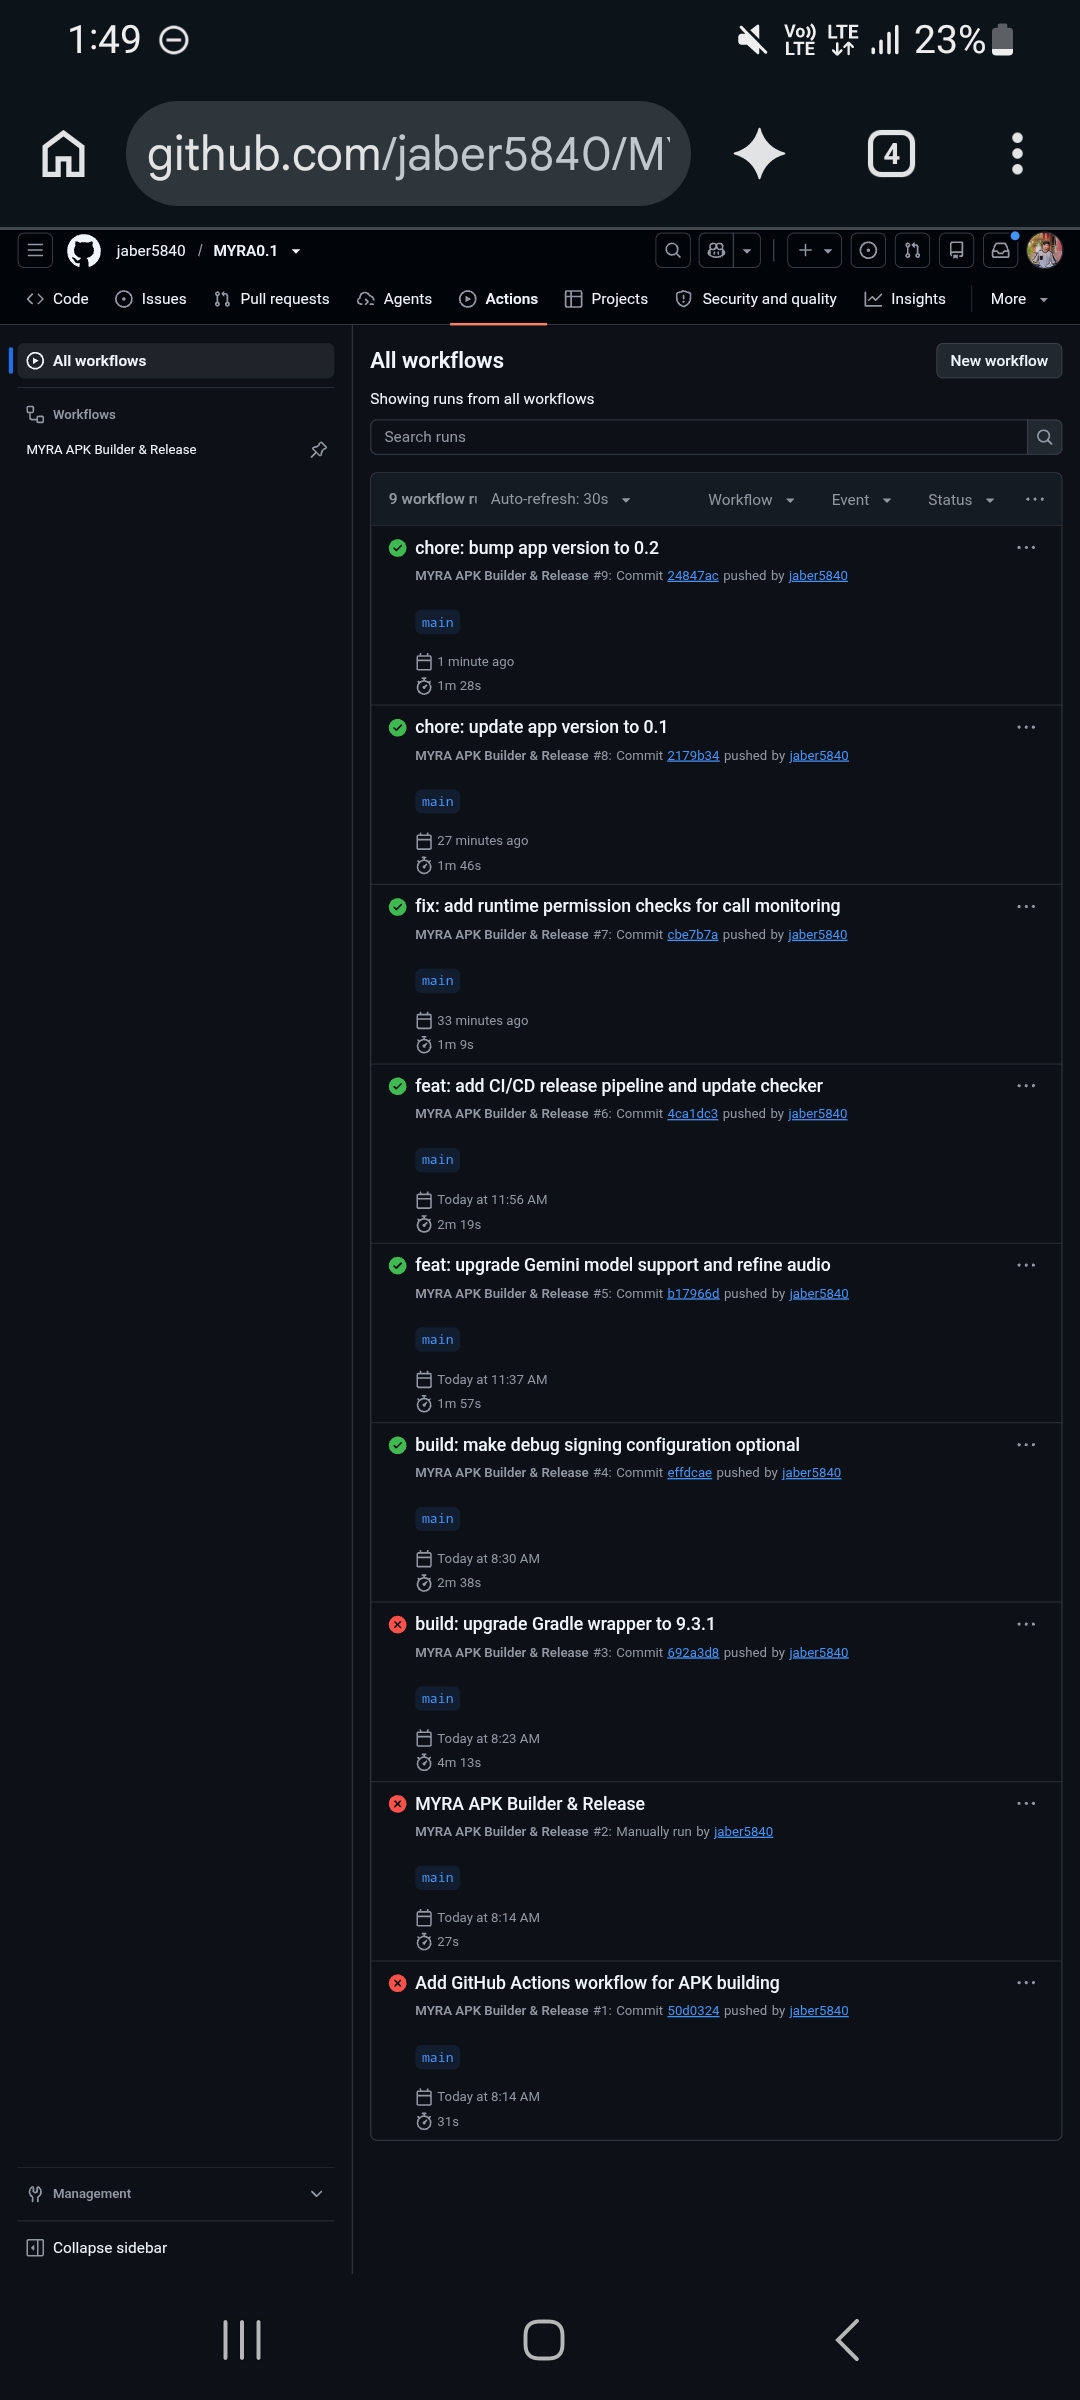 1:49
Vo)) LTE LTE 23%
github.com/jaber5840/M
4
jaber5840 / MYRA0.1
Code Issues Pull requests Agents Actions Projects Security and quality Insights More
All workflows
Workflows
MYRA APK Builder & Release
All workflows
New workflow
Showing runs from all workflows
Search runs
9 workflow ru Auto-refresh: 30s Workflow Event Status
chore: bump app version to 0.2
MYRA APK Builder & Release #9: Commit 24847ac pushed by jaber5840
main
1 minute ago
1m 28s
chore: update app version to 0.1
MYRA APK Builder & Release #8: Commit 2179b34 pushed by jaber5840
main
27 minutes ago
1m 46s
fix: add runtime permission checks for call monitoring
MYRA APK Builder & Release #7: Commit cbe7b7a pushed by jaber5840
main
33 minutes ago
1m 9s
feat: add CI/CD release pipeline and update checker
MYRA APK Builder & Release #6: Commit 4ca1dc3 pushed by jaber5840
main
Today at 11:56 AM
2m 19s
feat: upgrade Gemini model support and refine audio
MYRA APK Builder & Release #5: Commit b17966d pushed by jaber5840
main
Today at 11:37 AM
1m 57s
build: make debug signing configuration optional
MYRA APK Builder & Release #4: Commit effdcae pushed by jaber5840
main
Today at 8:30 AM
2m 38s
build: upgrade Gradle wrapper to 9.3.1
MYRA APK Builder & Release #3: Commit 692a3d8 pushed by jaber5840
main
Today at 8:23 AM
4m 13s
MYRA APK Builder & Release
MYRA APK Builder & Release #2: Manually run by jaber5840
main
Today at 8:14 AM
27s
Add GitHub Actions workflow for APK building
MYRA APK Builder & Release #1: Commit 50d0324 pushed by jaber5840
main
Today at 8:14 AM
31s
Management
Collapse sidebar